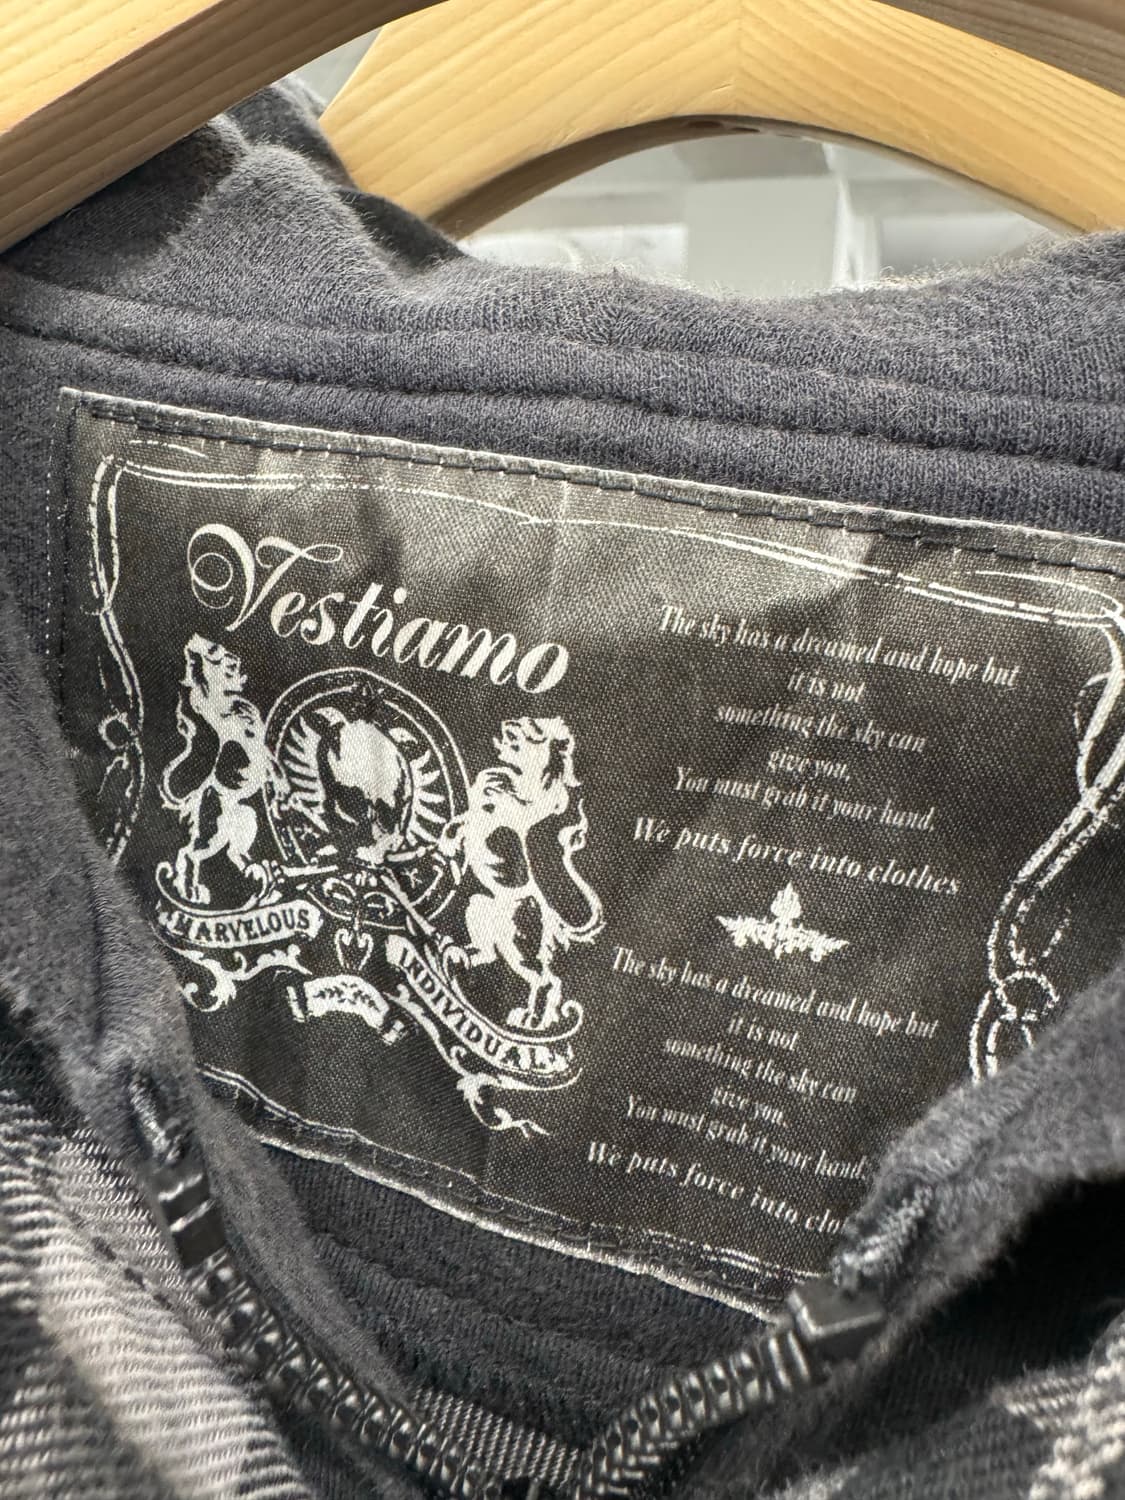 Vestiamo
MARVELOUS
INDIVIDUALS
The sky has a dreamed and hope but
it is not
something the sky can
give you,
You must grab it your hand.
We puts force into clothes
The sky has a dreamed and hope but
it is not
something the sky can
give you,
You must grab it your hand.
We puts force into clo